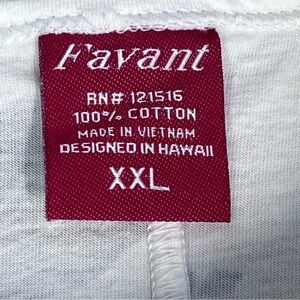 Favant
RN# 121516
100% COTTON
MADE IN VIETNAM
DESIGNED IN HAWAII
XXL